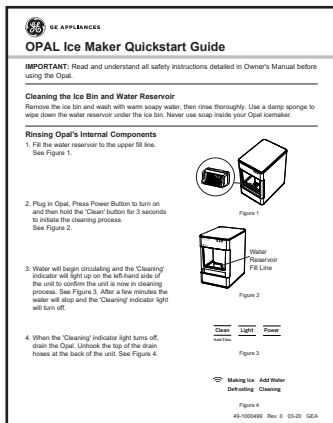 GE APPLIANCES
OPAL Ice Maker Quickstart Guide
IMPORTANT: Read and understand all safety instructions detailed in Owner's Manual before
using the Opal.
Cleaning the Ice Bin and Water Reservoir
Remove the ice bin and wash with warm soapy water, then rinse thoroughly. Use a damp sponge to
wipe down the water reservoir under the ice bin. Never use soap inside your Opal icemaker.
Rinsing Opal's Internal Components
1. Fill the water reservoir to the upper fill line.
See Figure 1.
Figure 1
2. Plug in Opal, Press Power Button to turn on
and then hold the 'Clean' button for 3 seconds
to initiate the cleaning process.
See Figure 2.
Water
Reservoir
Fill Line
Figure 2
3. Water will begin circulating and the 'Cleaning'
indicator will light up on the left-hand side of
the unit to confirm the unit is now in cleaning
process. See Figure 3. After a few minutes the
water will stop and the 'Cleaning' indicator light
will turn off.
Clean Light Power
Hold 3 Sec
Figure 3
4. When the 'Cleaning' indicator light turns off,
drain the Opal. Unhook the top of the drain
hoses at the back of the unit. See Figure 4.
Making Ice Add Water
Defrosting Cleaning
Figure 4
49-1000499 Rev. 0 03-20 GEA